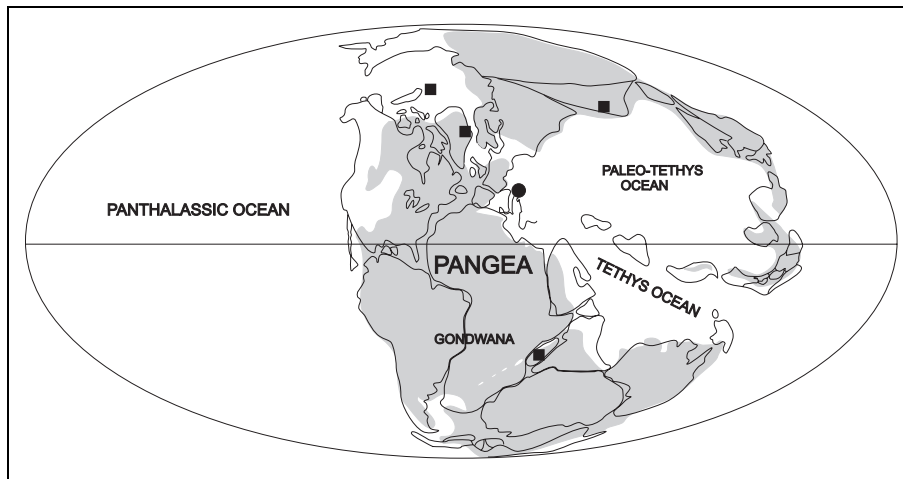 PALEO-TETHYS
OCEAN
PANTHALASSIC OCEAN
PANGEA
TETHYS OCEAN
GONDWANA